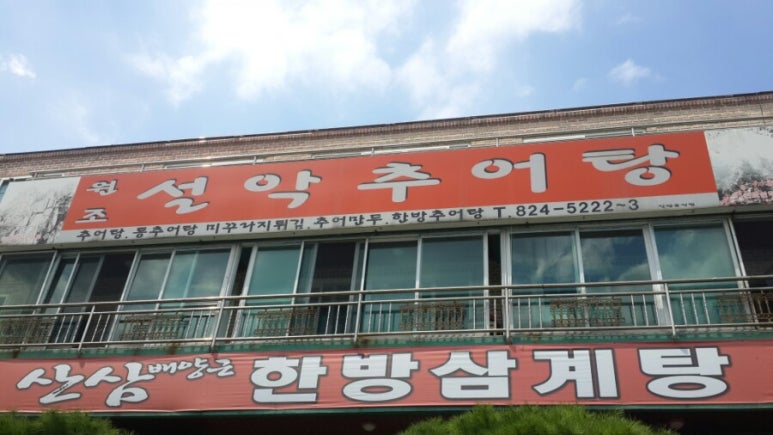 원조 설악추어탕
추어탕. 통추어탕 미꾸라지튀김. 추어만두. 한방추어탕 T. 824-5222~3
산삼배양근 한방삼계탕